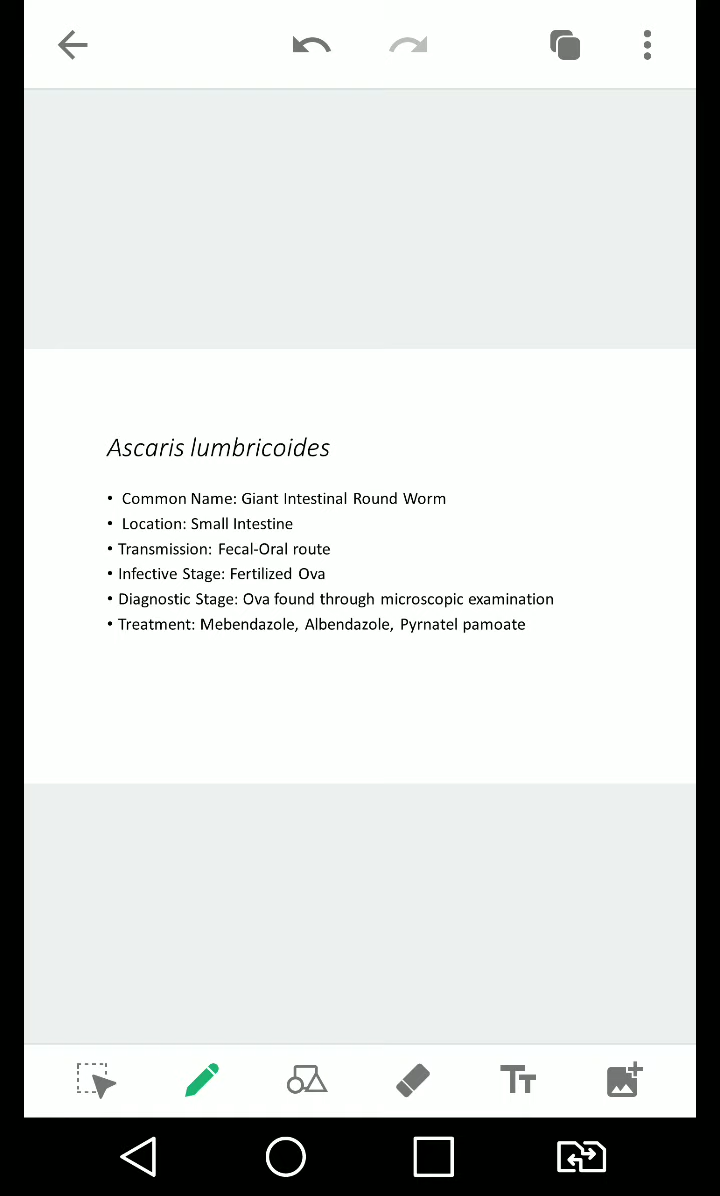 Ascaris lumbricoides
• Common Name: Giant Intestinal Round Worm
• Location: Small Intestine
• Transmission: Fecal-Oral route
• Infective Stage: Fertilized Ova
• Diagnostic Stage: Ova found through microscopic examination
• Treatment: Mebendazole, Albendazole, Pyrnatel pamoate
TT